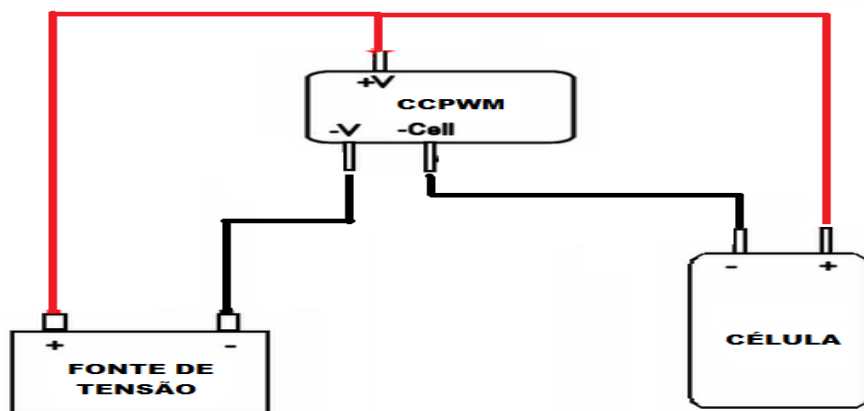 +V
CCPWM
-V -Cell
- +
CÉLULA
+ -
FONTE DE
TENSÃO